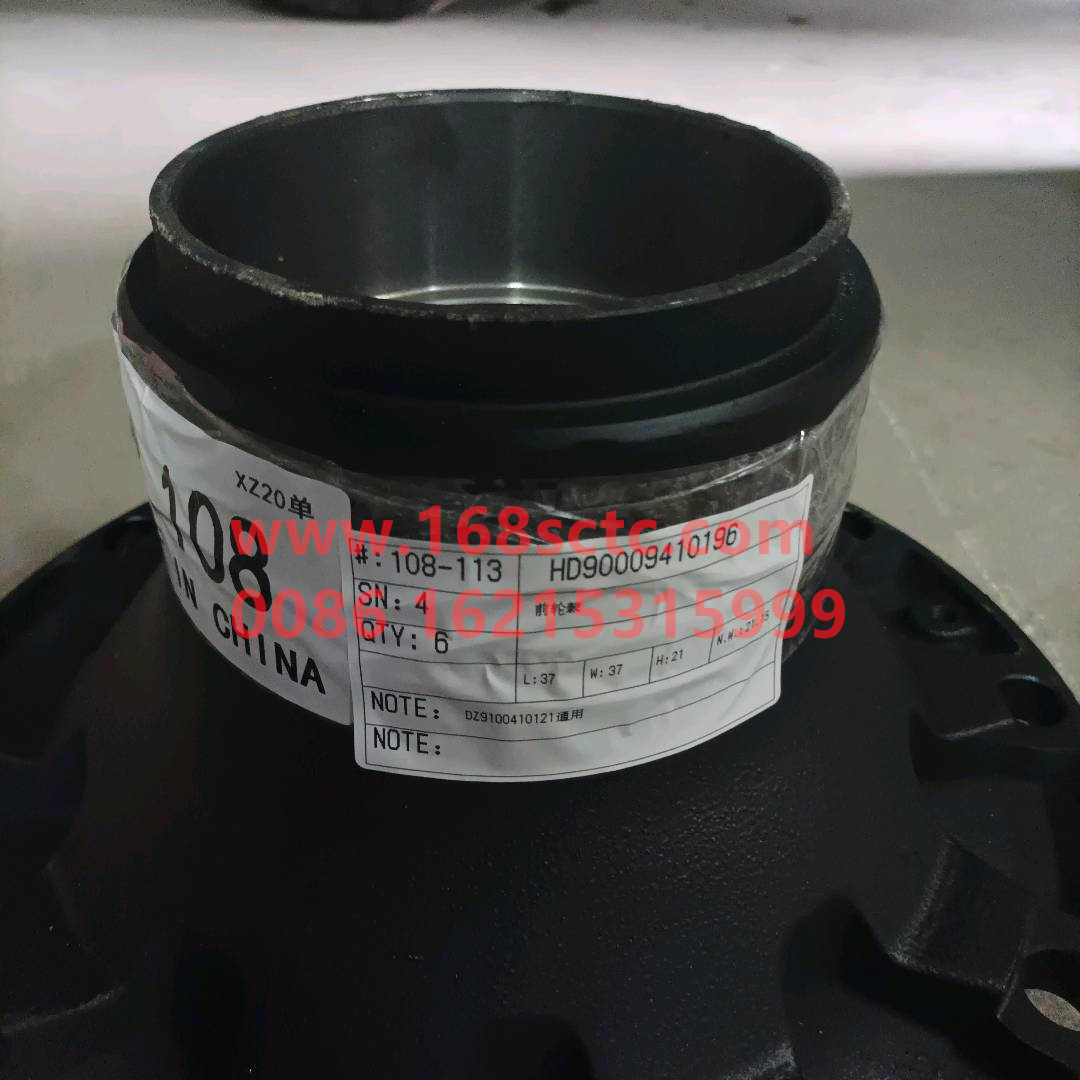 XZ20单
108
IN CHINA
www.168sctc.com
0086 16215315999
#:108-113
HD90009410196
SN: 4
前轮毂
QTY: 6
L:37
W:37
H:21
NOTE: DZ9100410121通用
NOTE: